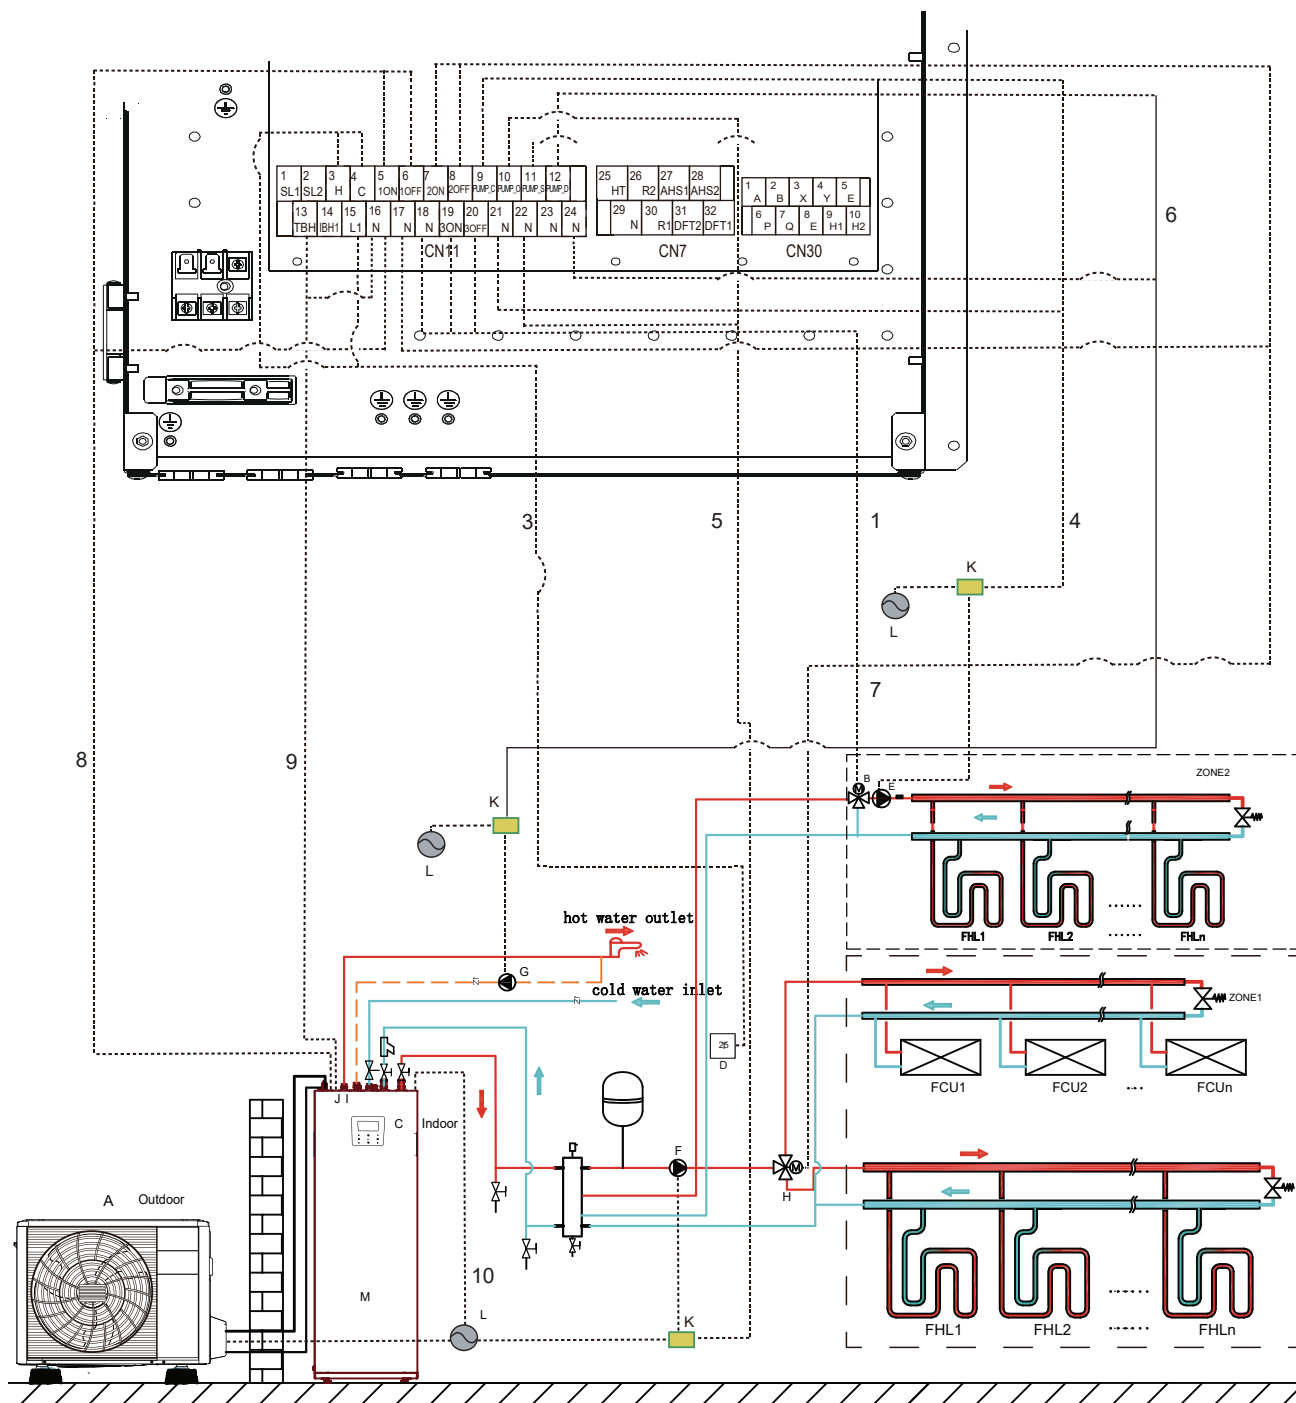 1 2 3 4 5 6 7 8 9 10 11 12
SL1 SL2 H C 1ON 1OFF 2ON 2OFF PUMP_C PUMP_O PUMP_S PUMP_D
13 14 15 16 17 18 19 20 21 22 23 24
TBH IBH1 L1 N N N 3ON 3OFF N N N N
CN11
25 26 27 28
HT R2 AHS1 AHS2
29 30 31 32
N R1 DFT2 DFT1
CN7
1 2 3 4 5
A B X Y E
6 7 8 9 10
P Q E H1 H2
CN30
6
3
5
1
4
K
L
7
8
9
B
E
ZONE2
K
L
FHL1 FHL2 ...... FHLn
......
hot water outlet
G
cold water inlet
ZONE1
25
D
FCU1 FCU2 .... FCUn
J I
C Indoor
F
M
M
H
A Outdoor
10
M
L
K
FHL1 FHL2 ...... FHLn
......